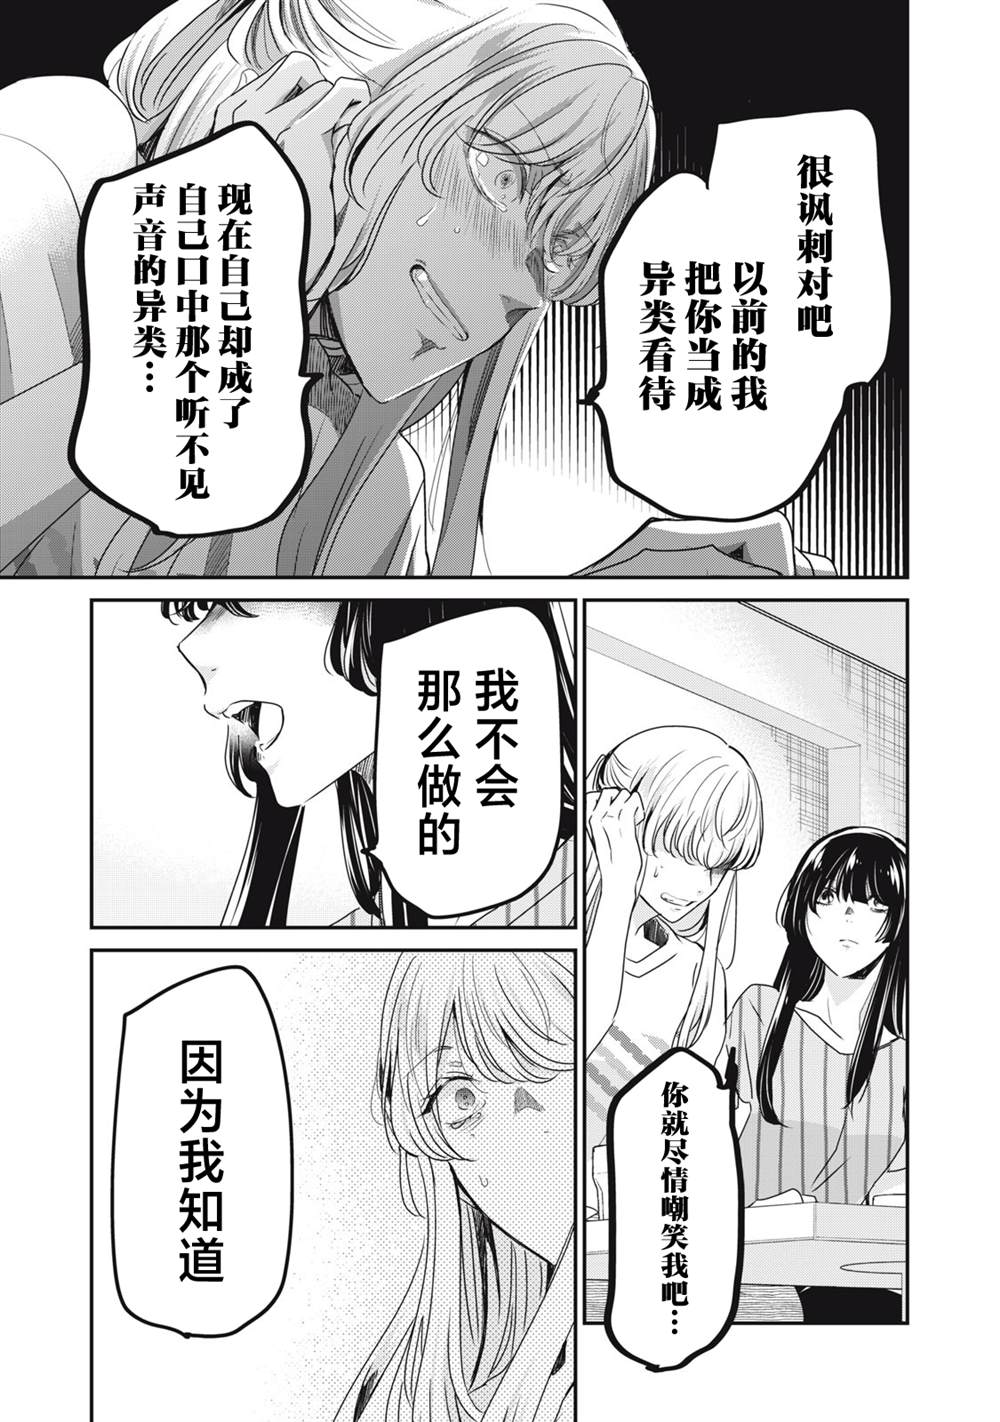 很讽刺对吧
以前的我
把你当成
异类看待
现在自己却成了
自己口中那个听不见
声音的异类…
你就尽情嘲笑我吧…
我不会
那么做的
因为我知道